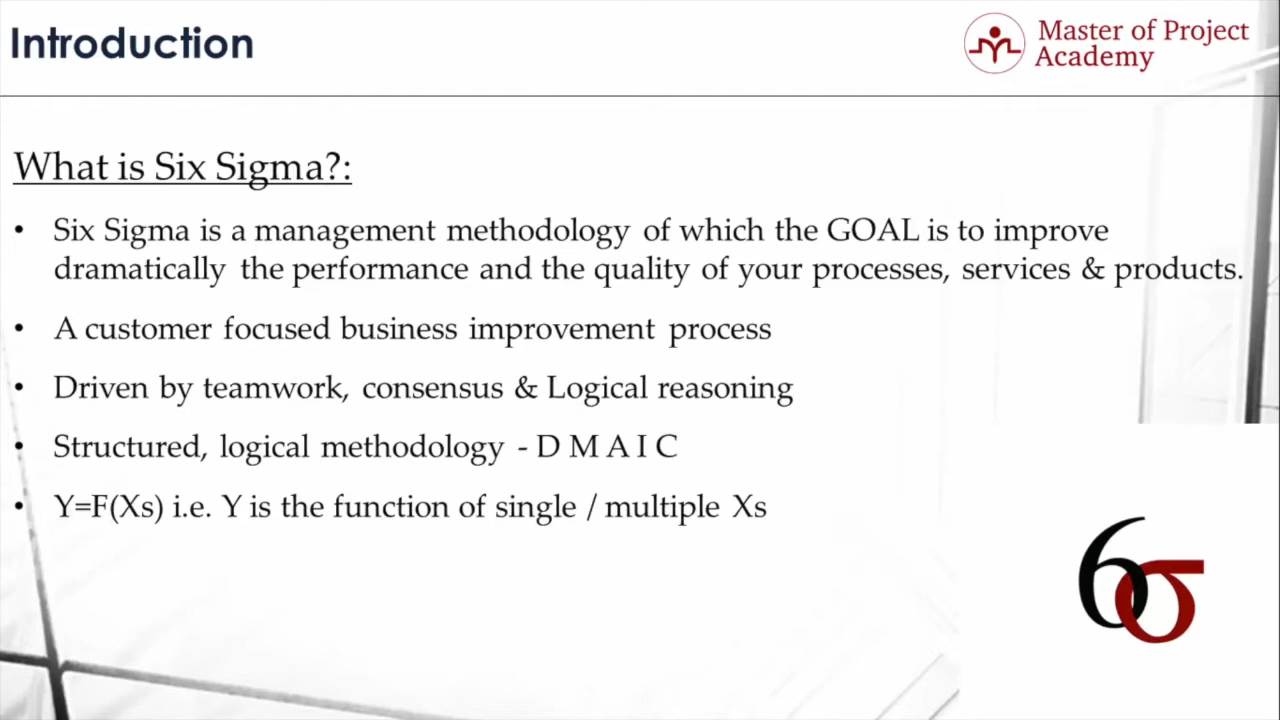 Introduction
Master of Project
Academy
What is Six Sigma?:
• Six Sigma is a management methodology of which the GOAL is to improve
dramatically the performance and the quality of your processes, services & products.
• A customer focused business improvement process
• Driven by teamwork, consensus & Logical reasoning
• Structured, logical methodology - D M A I C
• Y=F(Xs) i.e. Y is the function of single / multiple Xs
6σ